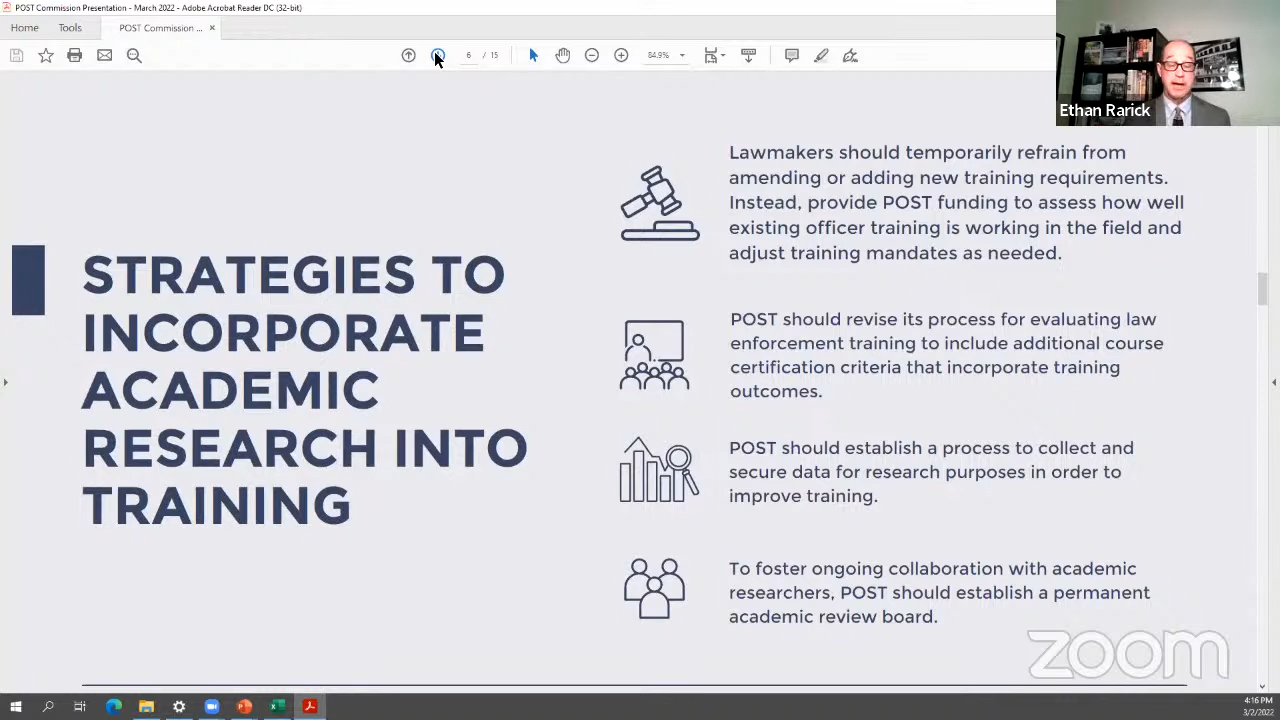 POST Commission Presentation - March 2022 - Adobe Acrobat Reader DC (32-bit)
Home
Tools
POST Commission ...
6 / 15
84.9%
Ethan Rarick
STRATEGIES TO
INCORPORATE
ACADEMIC
RESEARCH INTO
TRAINING
Lawmakers should temporarily refrain from
amending or adding new training requirements.
Instead, provide POST funding to assess how well
existing officer training is working in the field and
adjust training mandates as needed.
POST should revise its process for evaluating law
enforcement training to include additional course
certification criteria that incorporate training
outcomes.
POST should establish a process to collect and
secure data for research purposes in order to
improve training.
To foster ongoing collaboration with academic
researchers, POST should establish a permanent
academic review board.
zoom
4:16 PM
3/2/2022